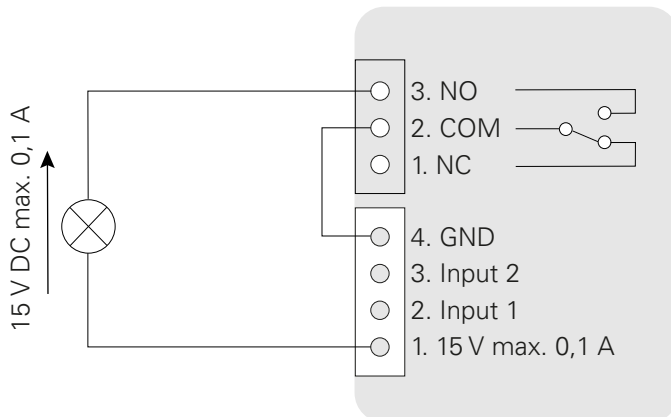 15 V DC max. 0,1 A
3. NO
2. COM
1. NC
4. GND
3. Input 2
2. Input 1
1. 15 V max. 0,1 A